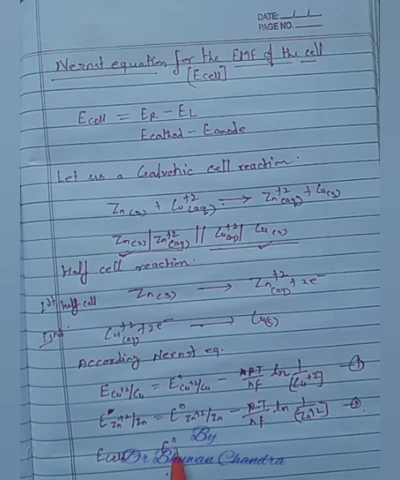 DATE:
PAGE NO.
Nernst equation for the EMF of the cell
[Ecell]
Ecell = ER - EL
Ecathod - Eanode
Let us a Galvenic cell reaction.
Zn(s) + Cu+2(aq) → Zn+2(aq) + Cu(s)
Zn(s) | Zn+2(aq) || Cu+2(aq) | Cu(s)
Half cell reaction.
Ist half cell Zn(s) → Zn+2(aq) + 2e-
IInd Cu+2(aq) + 2e- → Cu(s)
According Nernst eq.
ECu+2/Cu = E°Cu+2/Cu - RT/nf ln 1/[Cu+2] - ①
EZn+2/Zn = E°Zn+2/Zn - RT/nf ln 1/[Zn+2] - ②
Ecell E°
By
Dr Bhuwan Chandra